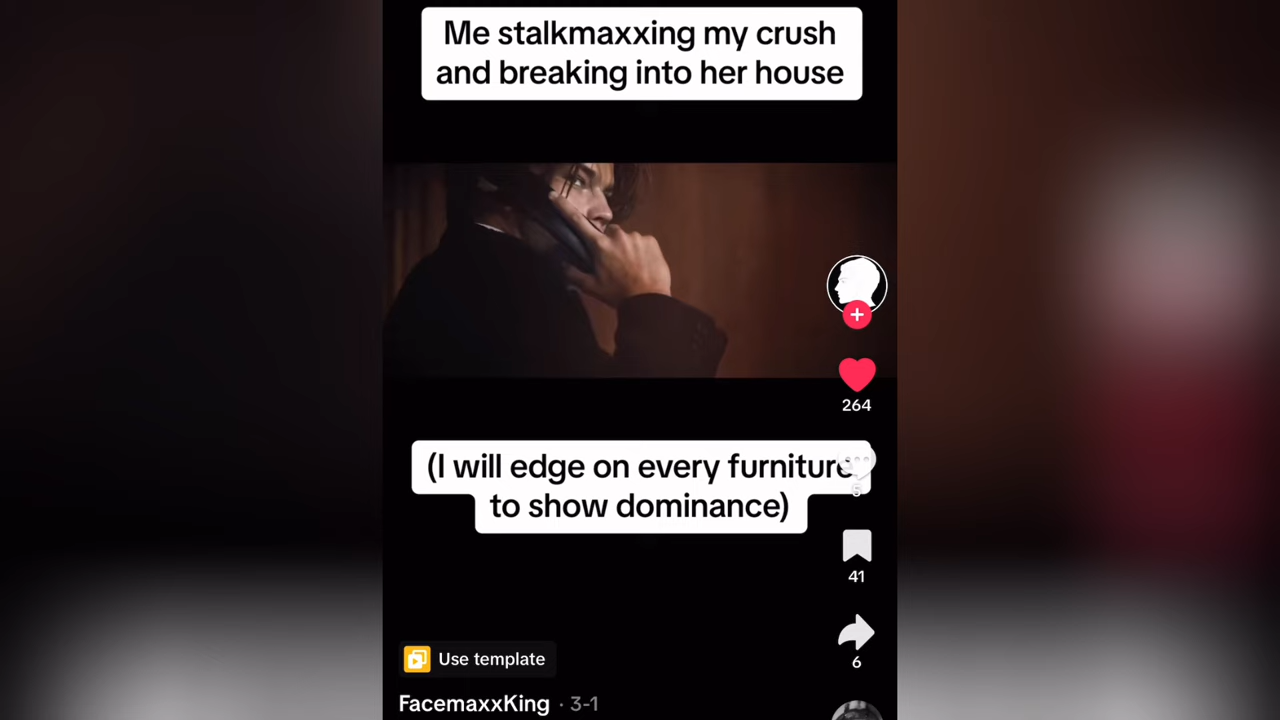 Me stalkmaxxing my crush
and breaking into her house
264
(I will edge on every furniture
to show dominance)
41
6
Use template
FacemaxxKing · 3-1